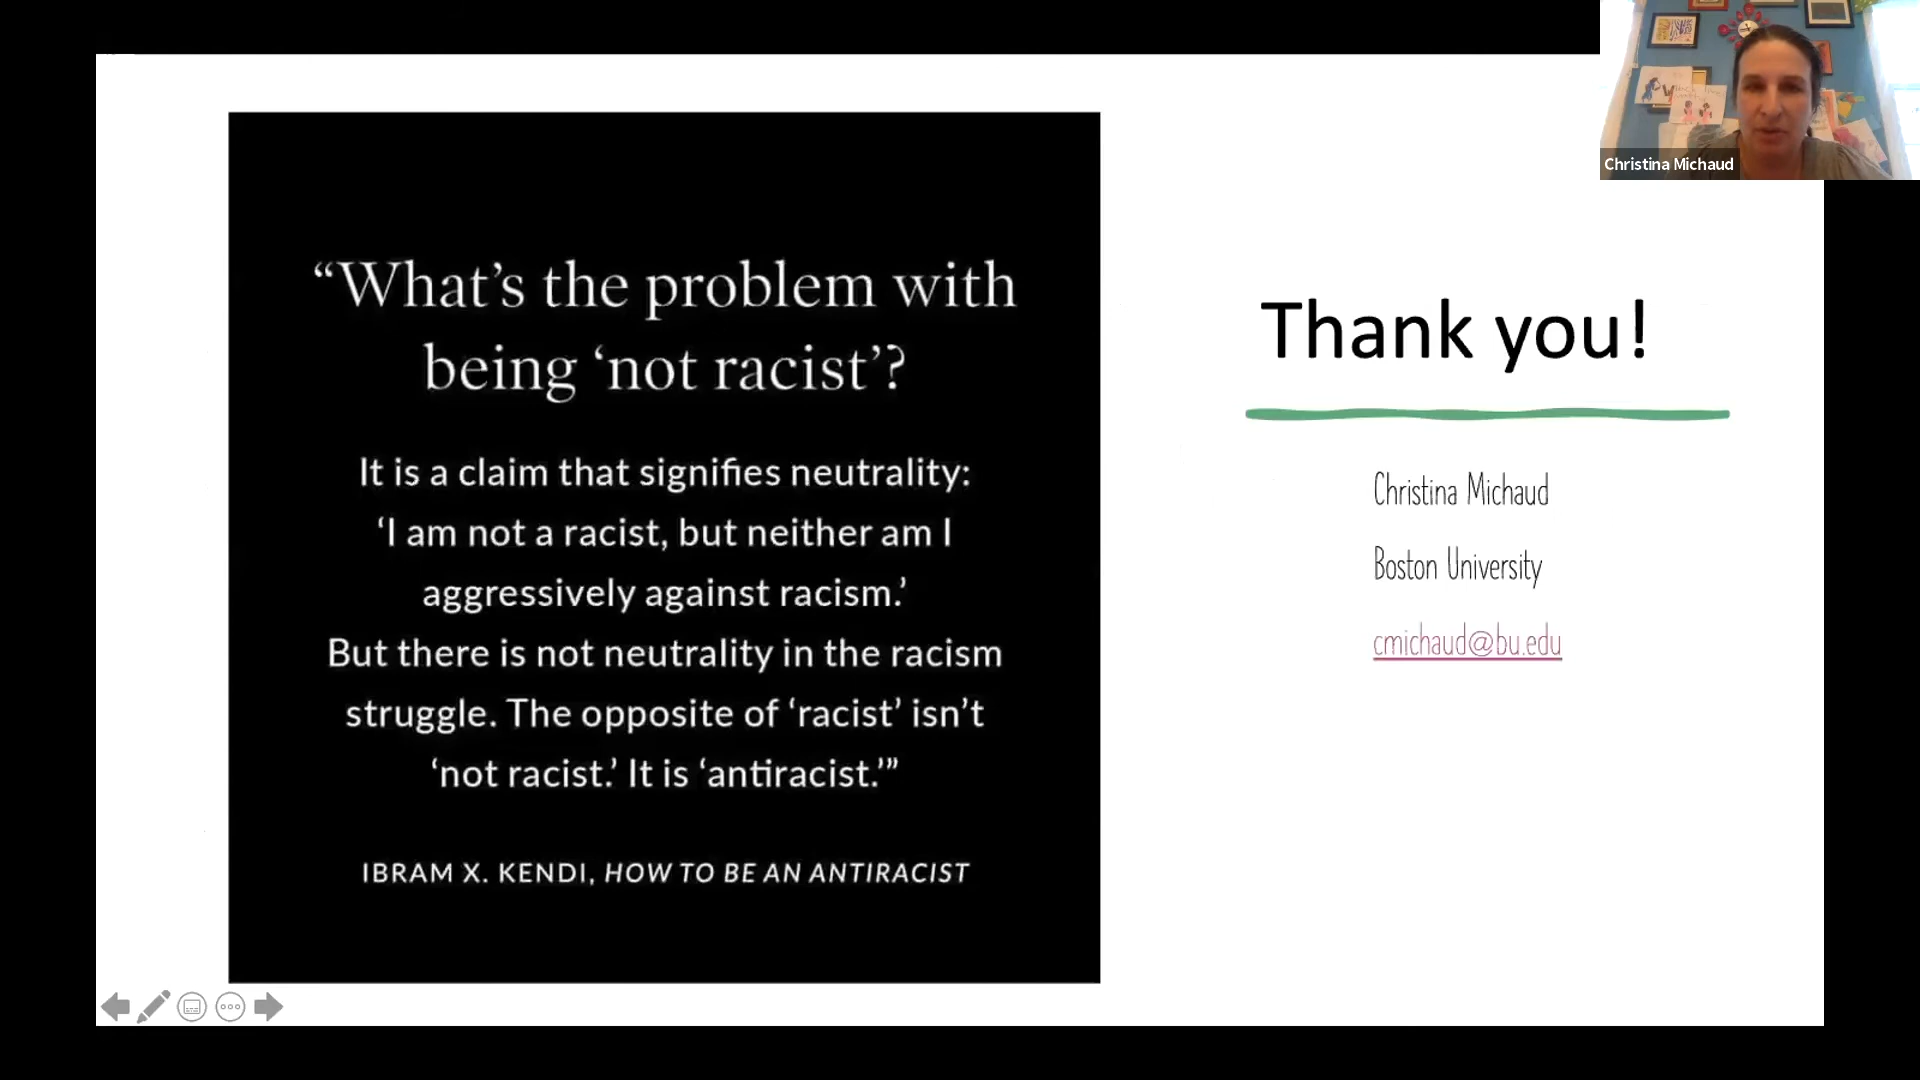 “What’s the problem with
being ‘not racist’?
It is a claim that signifies neutrality:
‘I am not a racist, but neither am I
aggressively against racism.’
But there is not neutrality in the racism
struggle. The opposite of ‘racist’ isn’t
‘not racist.’ It is ‘antiracist.’”
IBRAM X. KENDI, HOW TO BE AN ANTIRACIST
Thank you!
Christina Michaud
Boston University
cmichaud@bu.edu
Christina Michaud